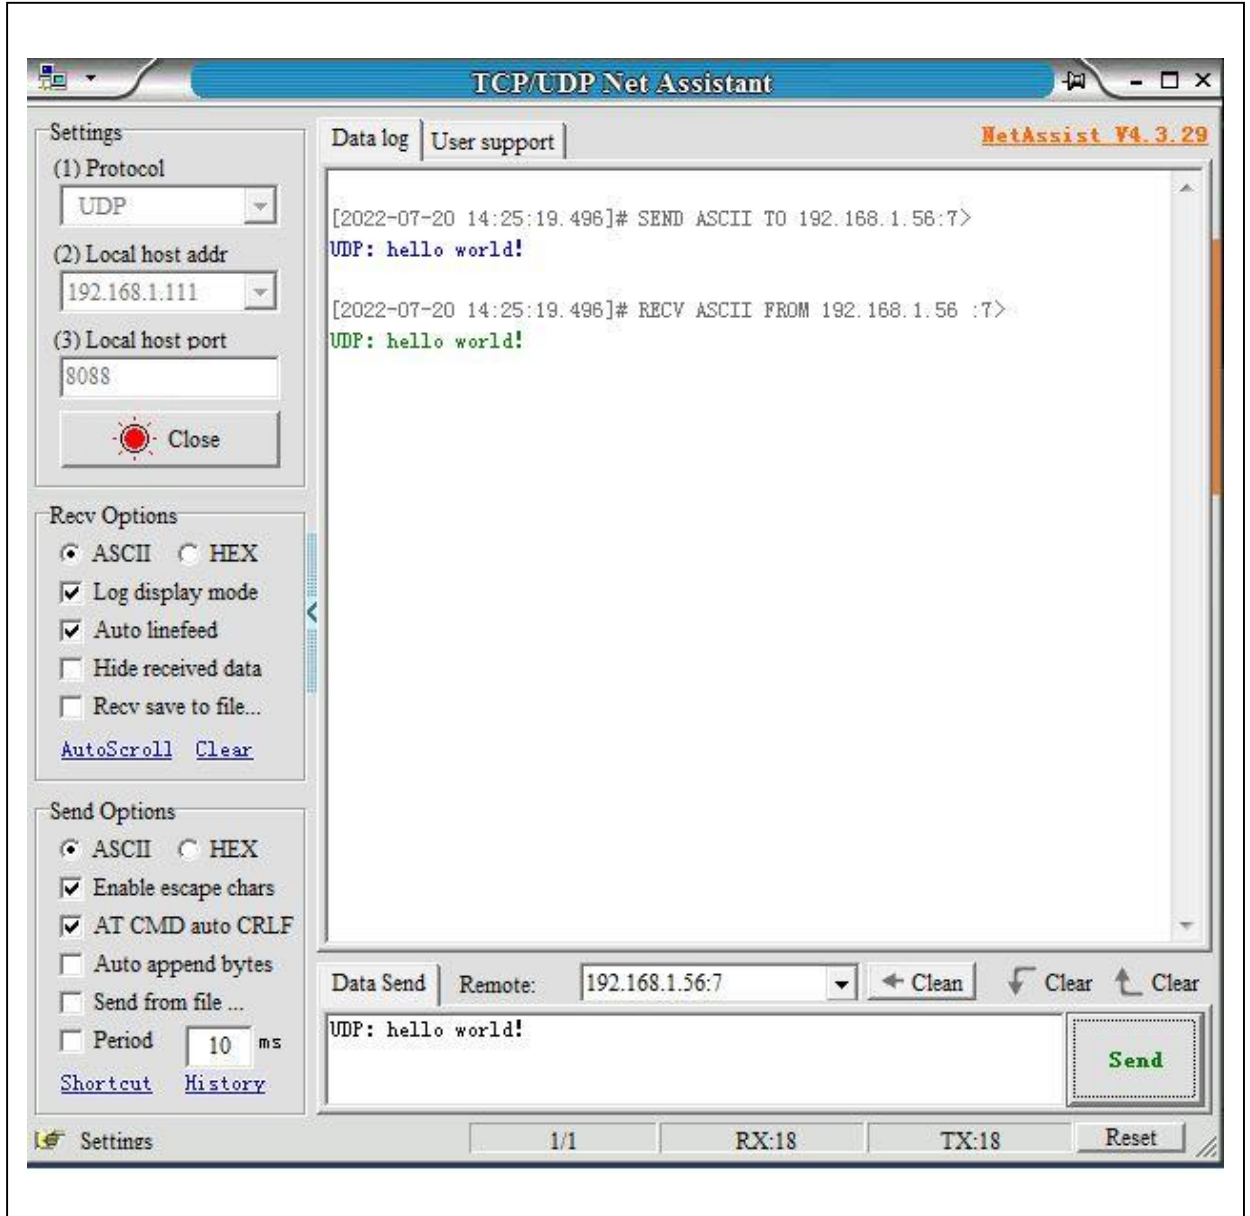 TCP/UDP Net Assistant
Settings
(1) Protocol
UDP
(2) Local host addr
192.168.1.111
(3) Local host port
8088
Close
Recv Options
ASCII HEX
Log display mode
Auto linefeed
Hide received data
Recv save to file...
AutoScroll Clear
Send Options
ASCII HEX
Enable escape chars
AT CMD auto CRLF
Auto append bytes
Send from file ...
Period 10 ms
Shortcut History
Data log User support NetAssist V4.3.29
[2022-07-20 14:25:19.496]# SEND ASCII TO 192.168.1.56:7>
UDP: hello world!
[2022-07-20 14:25:19.496]# RECV ASCII FROM 192.168.1.56 :7>
UDP: hello world!
Data Send Remote: 192.168.1.56:7 Clean Clear Clear
UDP: hello world!
Send
Settings 1/1 RX:18 TX:18 Reset